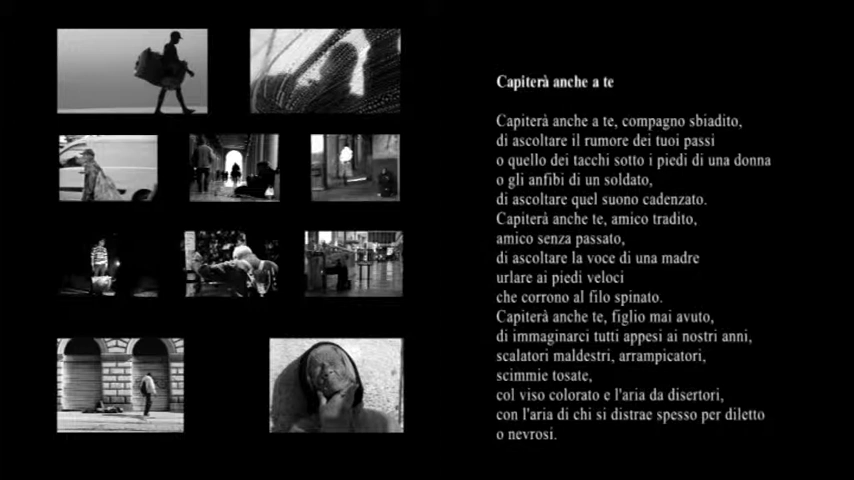 Capiterà anche a te
Capiterà anche a te, compagno sbiadito,
di ascoltare il rumore dei tuoi passi
o quello dei tacchi sotto i piedi di una donna
o gli anfibi di un soldato,
di ascoltare quel suono cadenzato.
Capiterà anche te, amico tradito,
amico senza passato,
di ascoltare la voce di una madre
urlare ai piedi veloci
che corrono al filo spinato.
Capiterà anche te, figlio mai avuto,
di immaginarci tutti appesi ai nostri anni,
scalatori maldestri, arrampicatori,
scimmie tosate,
col viso colorato e l'aria da disertori,
con l'aria di chi si distrae spesso per diletto
o nevrosi.